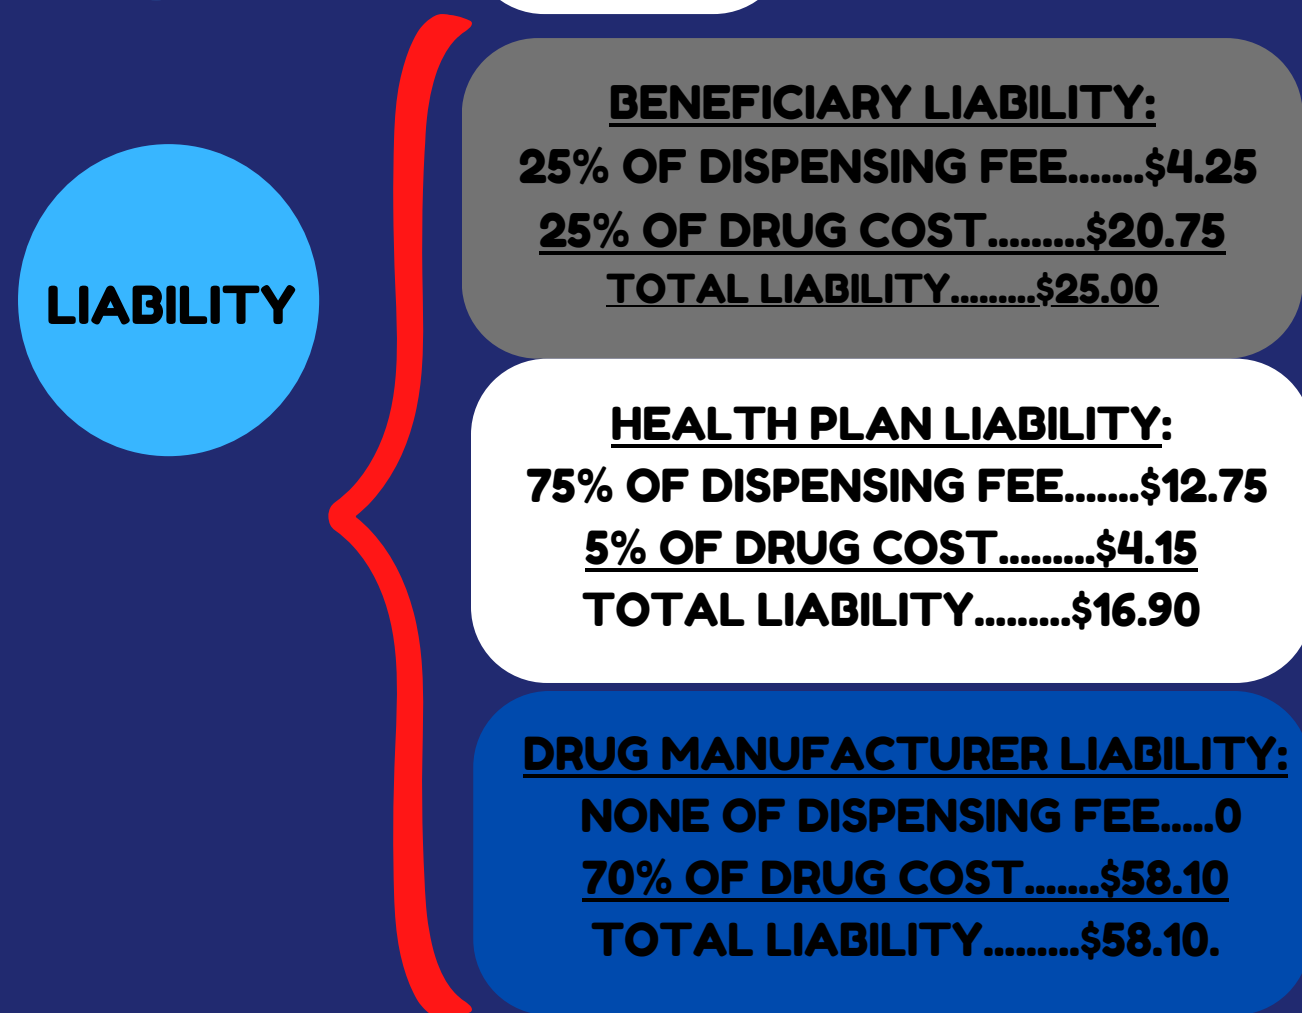 LIABILITY
BENEFICIARY LIABILITY:
25% OF DISPENSING FEE.......$4.25
25% OF DRUG COST.........$20.75
TOTAL LIABILITY.........$25.00
HEALTH PLAN LIABILITY:
75% OF DISPENSING FEE.......$12.75
5% OF DRUG COST.........$4.15
TOTAL LIABILITY.........$16.90
DRUG MANUFACTURER LIABILITY:
NONE OF DISPENSING FEE.....0
70% OF DRUG COST.......$58.10
TOTAL LIABILITY.........$58.10.